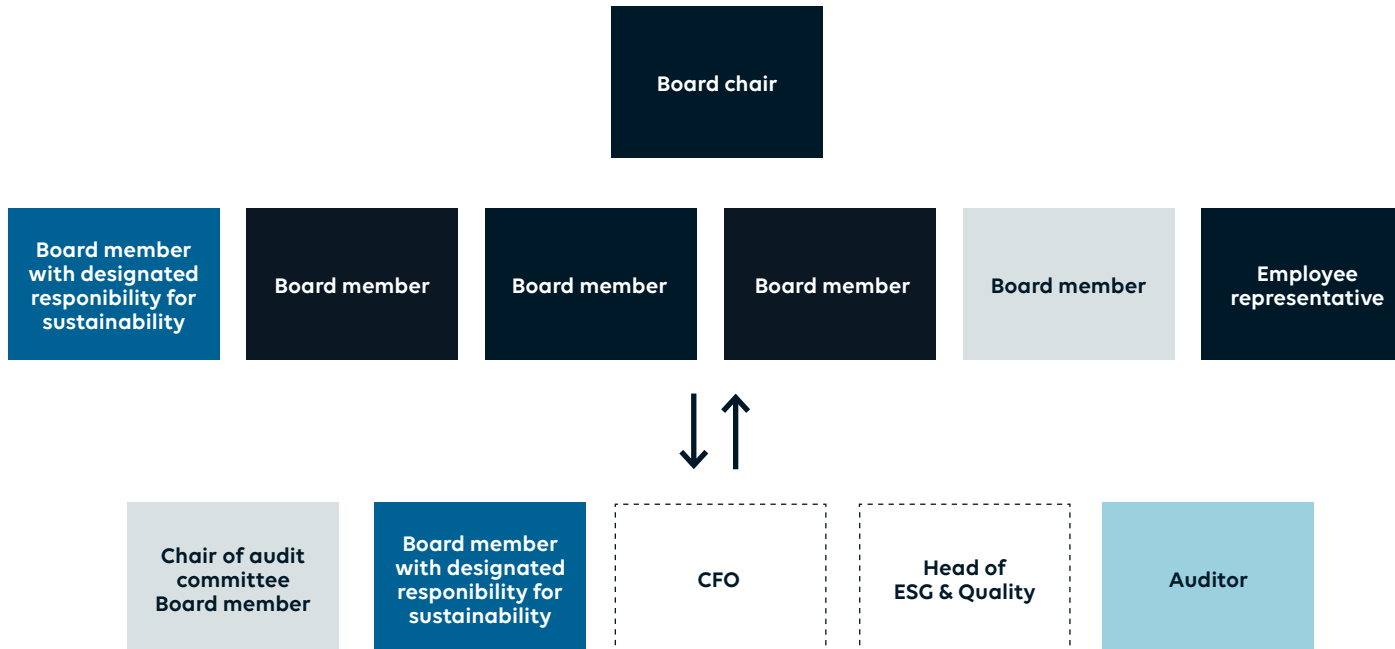 Board chair
Board member
with designated
responibility for
sustainability
Board member
Board member
Board member
Board member
Employee
representative
Chair of audit
committee
Board member
Board member
with designated
responibility for
sustainability
CFO
Head of
ESG & Quality
Auditor